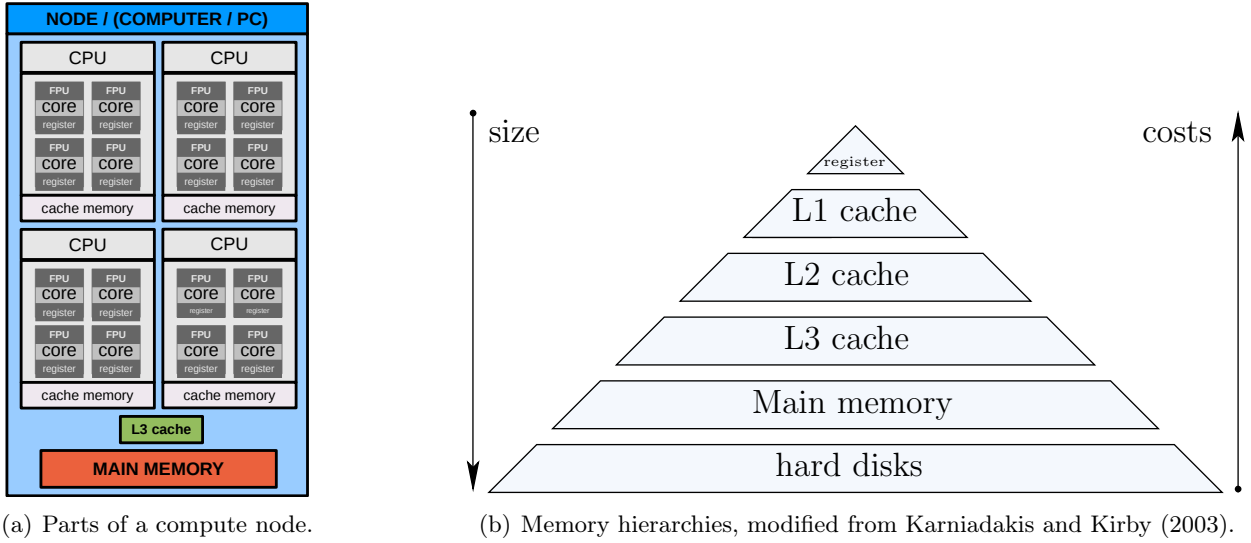 NODE / (COMPUTER / PC)
CPU
CPU
FPU FPU
core core
register register
FPU FPU
core core
register register
cache memory
FPU FPU
core core
register register
FPU FPU
core core
register register
cache memory
CPU
CPU
FPU FPU
core core
register register
FPU FPU
core core
register register
cache memory
FPU FPU
core core
register register
FPU FPU
core core
register register
cache memory
L3 cache
MAIN MEMORY
(a) Parts of a compute node.
size
costs
register
L1 cache
L2 cache
L3 cache
Main memory
hard disks
(b) Memory hierarchies, modified from Karniadakis and Kirby (2003).